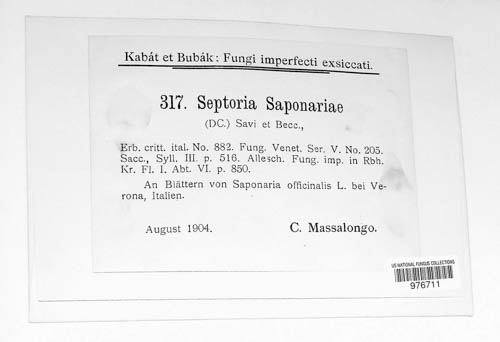 Kabát et Bubák: Fungi imperfecti exsiccati.
317. Septoria Saponariae
(DC.) Savi et Becc.,
Erb. critt. ital. No. 882. Fung. Venet. Ser. V. No. 205.
Sacc., Syll. III. p. 516. Allesch. Fung. imp. in Rbh.
Kr. Fl. I. Abt. VI. p. 850.
An Blättern von Saponaria officinalis L. bei Ve-
rona, Italien.
August 1904. C. Massalongo.
US NATIONAL FUNGUS COLLECTIONS
976711